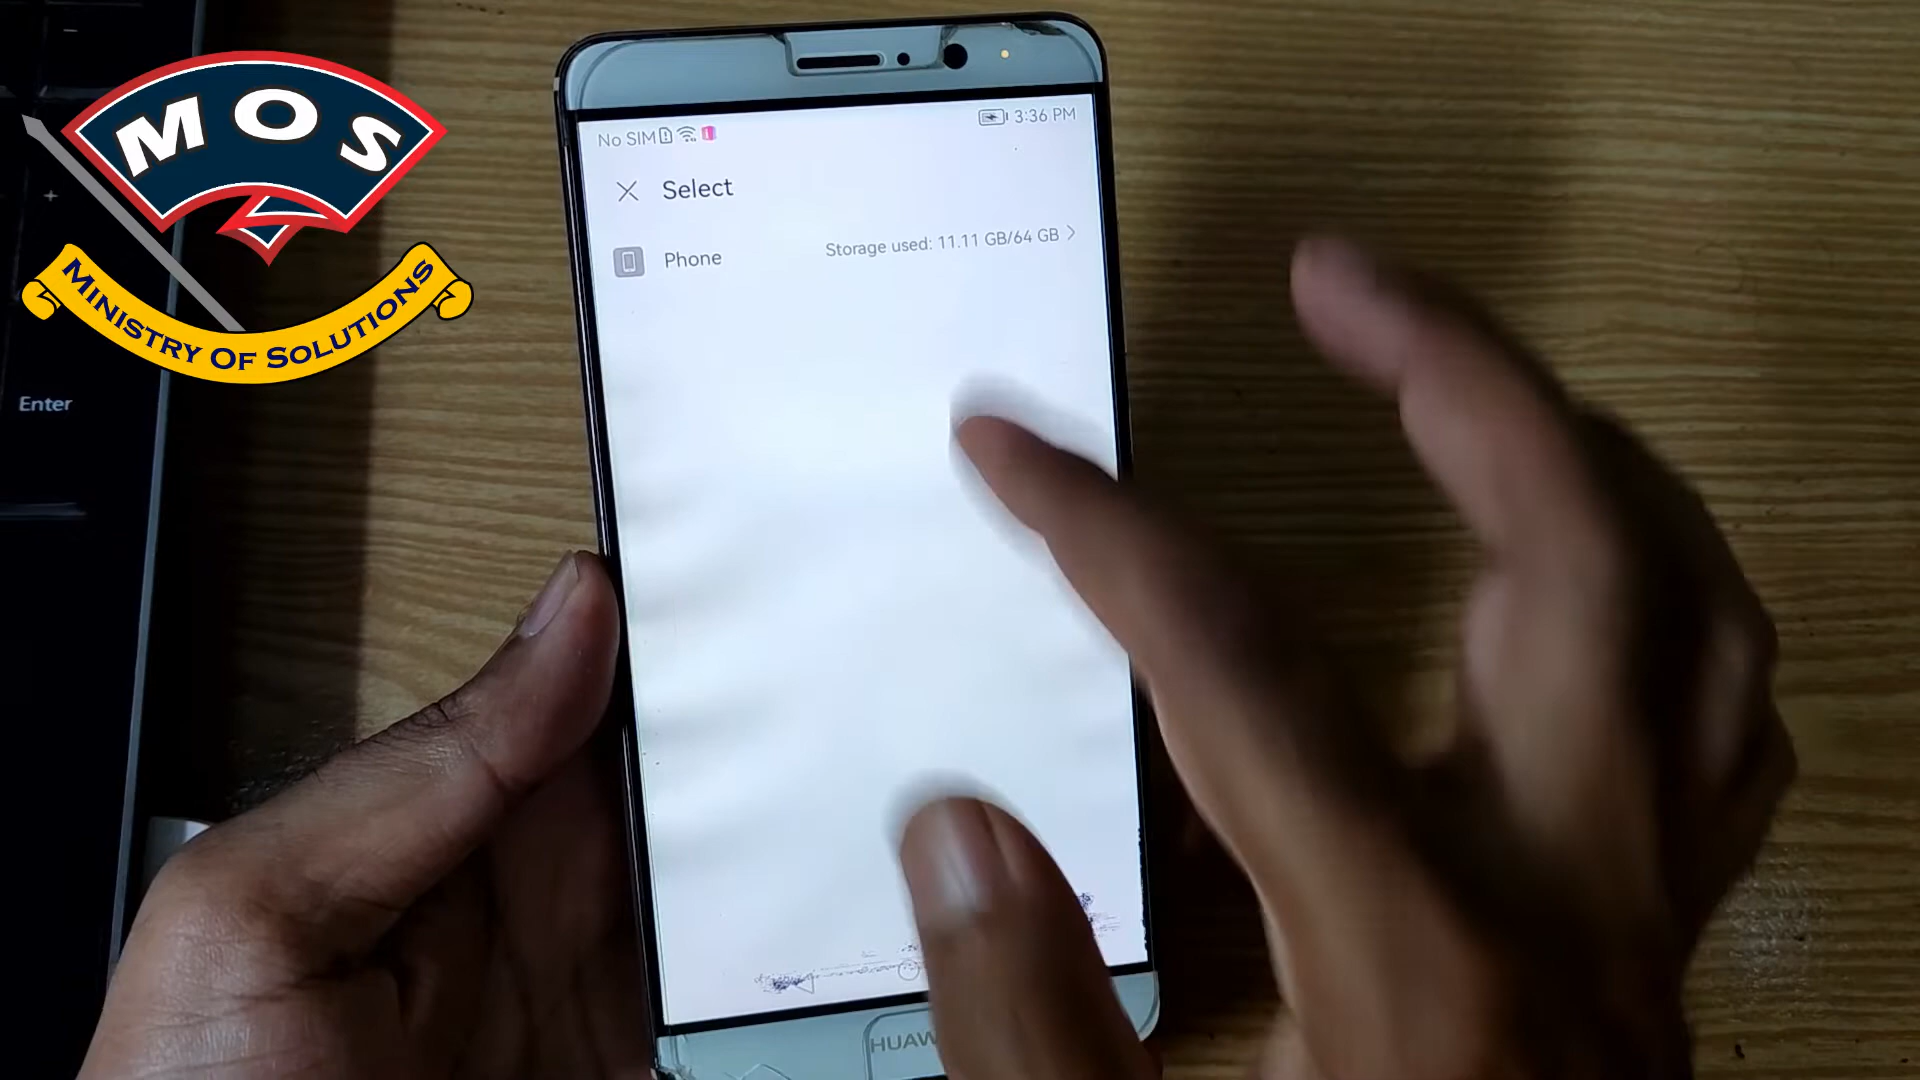 MOS
MINISTRY OF SOLUTIONS
+
Enter
No SIM
3:36 PM
Select
Phone
Storage used: 11.11 GB/64 GB
HUAW